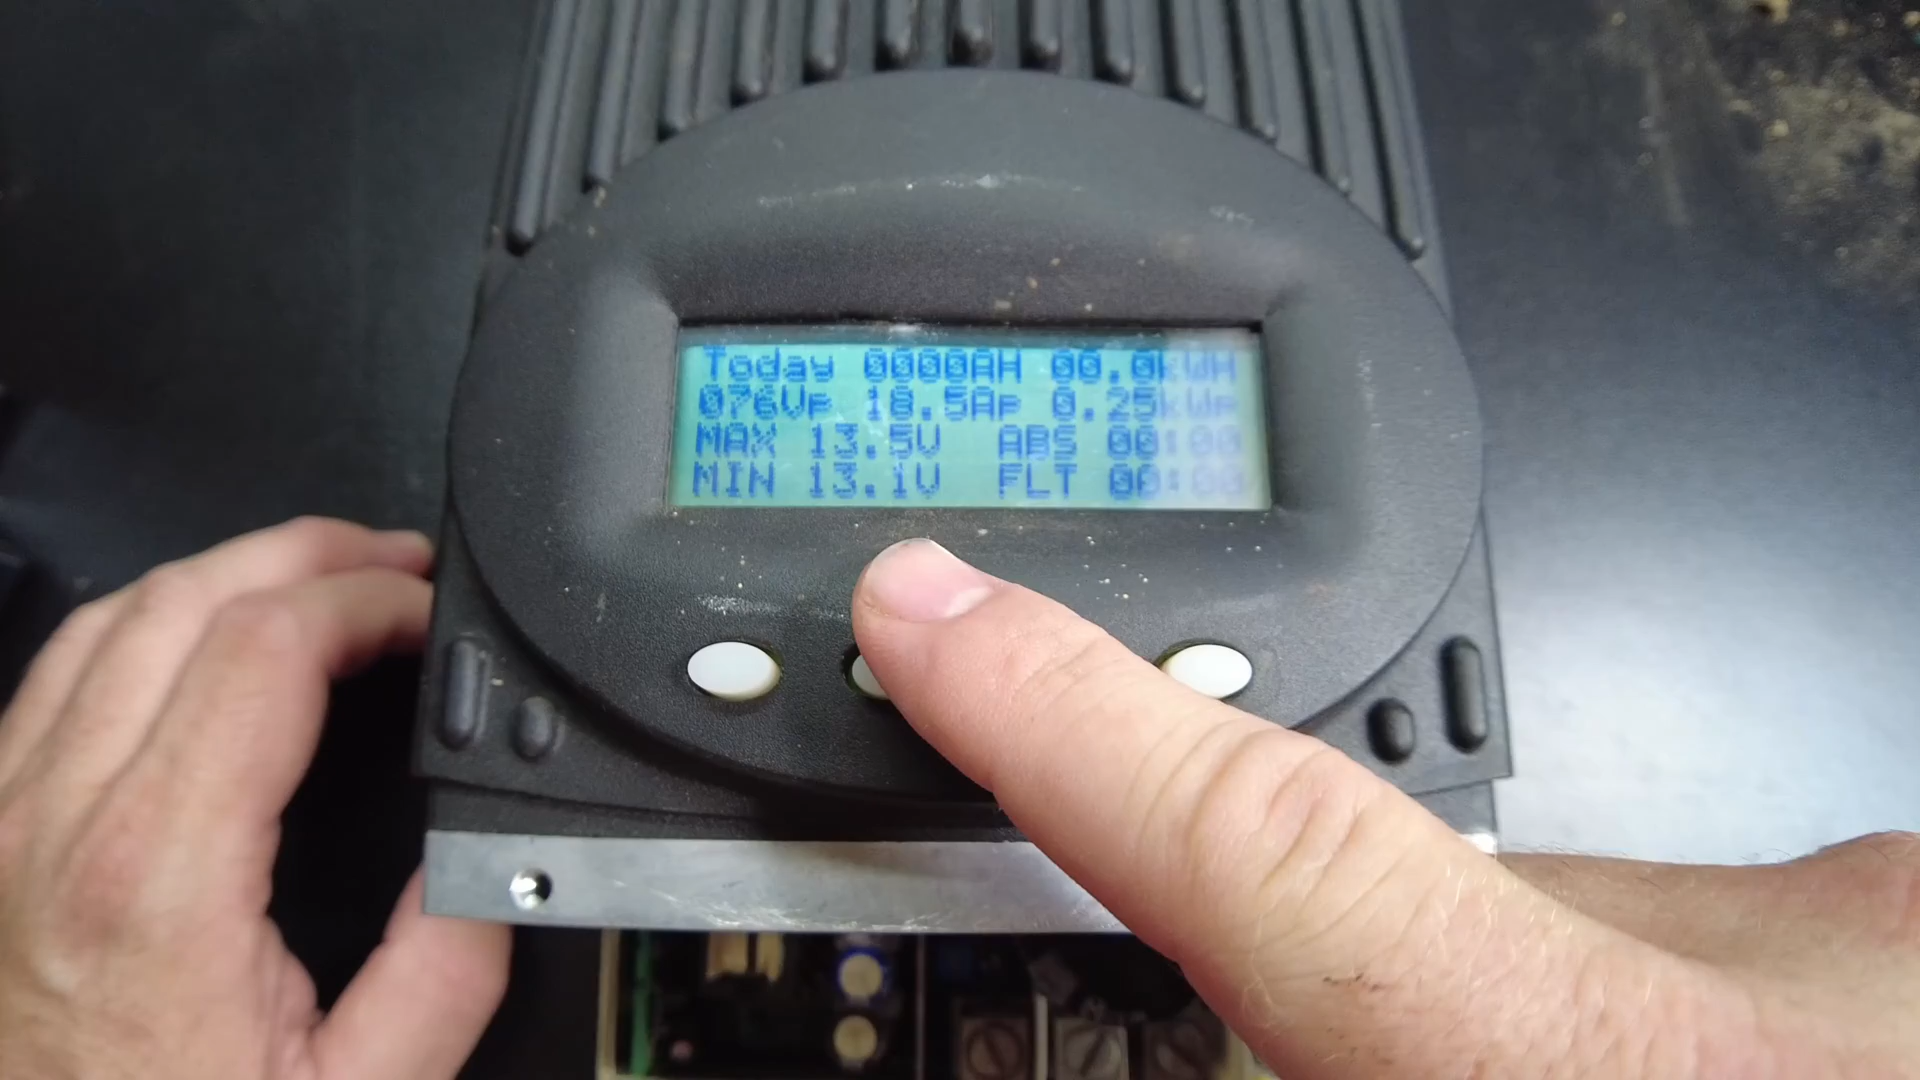 Today 0000AH 00.0kWH
076Vp 18.5Ap 0.25kWp
MAX 13.5V ABS 00:00
MIN 13.1V FLT 00:00